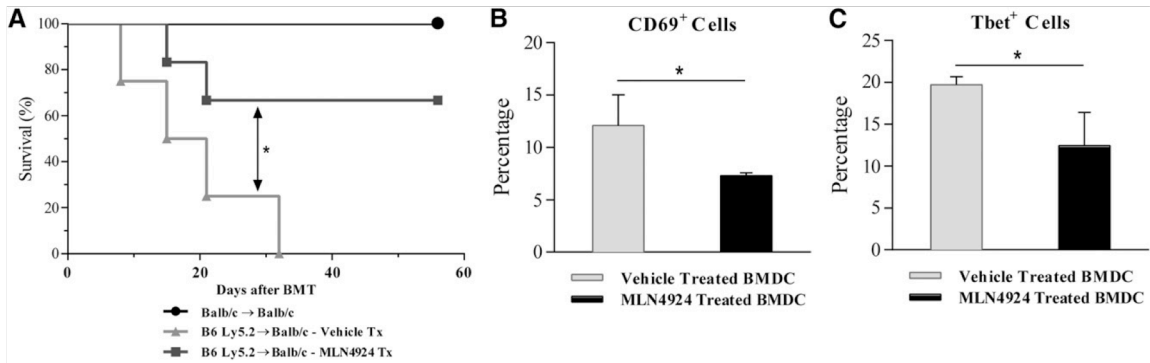 A
Survival (%)
100
80
60
40
20
0
*
0
20
40
60
Days after BMT
Balb/c → Balb/c
B6 Ly5.2→Balb/c - Vehicle Tx
B6 Ly5.2→Balb/c - MLN4924 Tx
B
CD69⁺ Cells
Percentage
20
15
10
5
0
*
Vehicle Treated BMDC
MLN4924 Treated BMDC
C
Tbet⁺ Cells
Percentage
25
20
15
10
5
0
*
Vehicle Treated BMDC
MLN4924 Treated BMDC